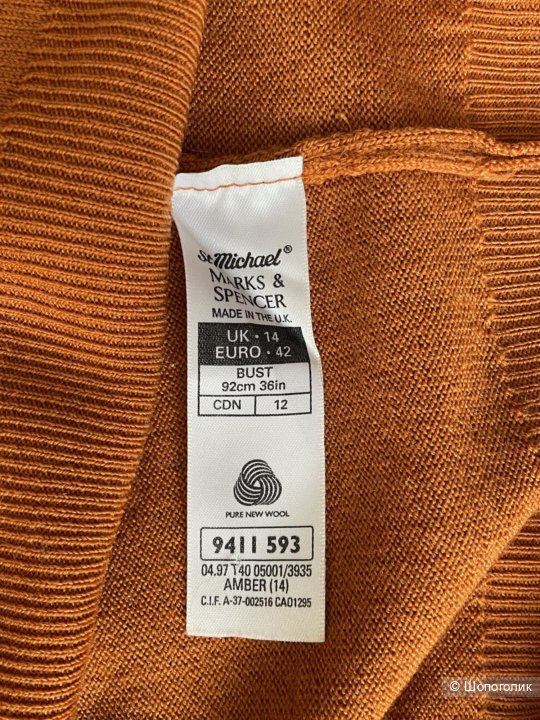 St Michael®
MARKS &
SPENCER
MADE IN THE U.K.
UK • 14
EURO • 42
BUST
92cm 36in
CDN 12
PURE NEW WOOL
9411 593
04.97 T40 05001/3935
AMBER (14)
C.I.F. A-37-002516 CA01295
© Шопоголик